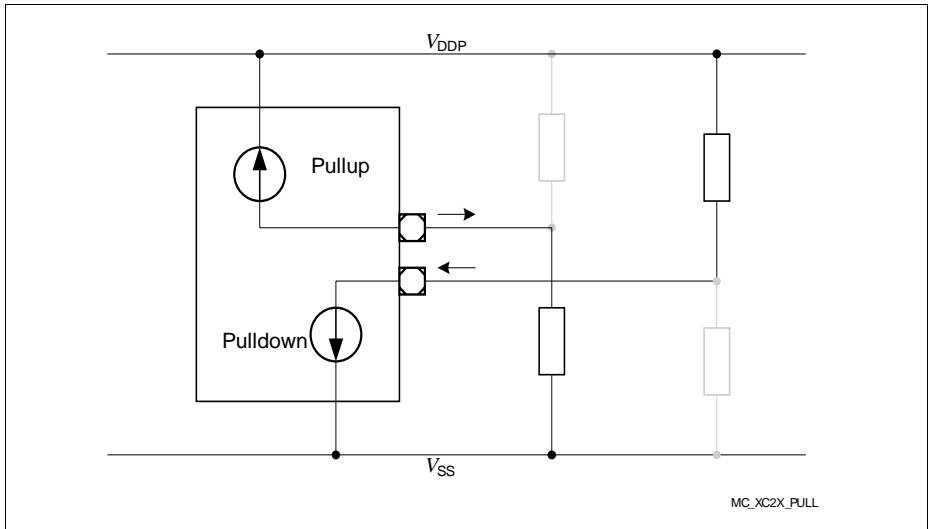 VDDP
Pullup
Pulldown
VSS
MC_XC2X_PULL